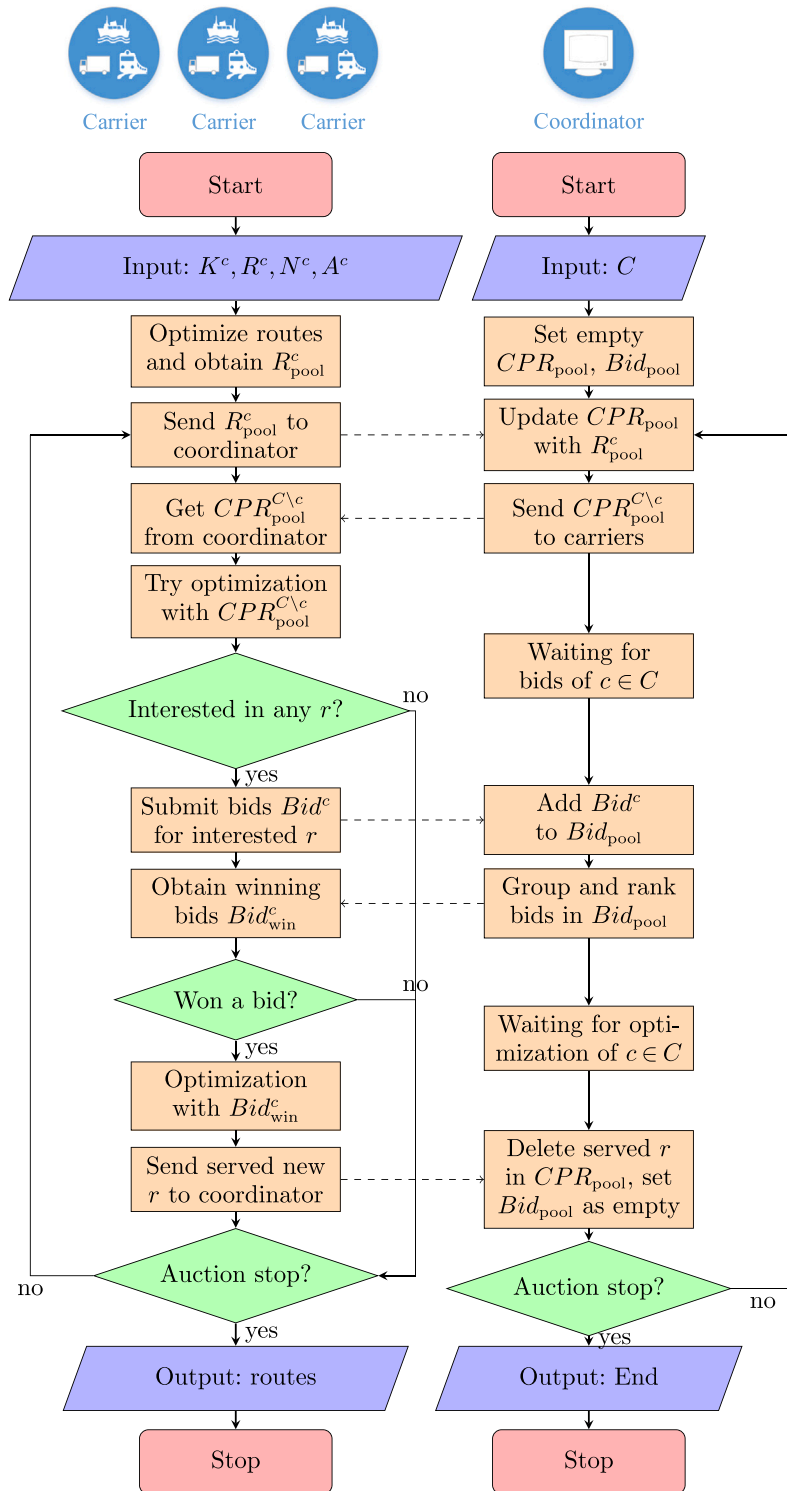 Carrier
Carrier
Carrier
Coordinator
Start
Input: K^c, R^c, N^c, A^c
Optimize routes
and obtain R^c_pool
Send R^c_pool to
coordinator
Get CPR^{C\c}_pool
from coordinator
Try optimization
with CPR^{C\c}_pool
Interested in any r?
no
yes
Submit bids Bid^c
for interested r
Obtain winning
bids Bid^c_win
Won a bid?
no
yes
Optimization
with Bid^c_win
Send served new
r to coordinator
Auction stop?
no
yes
Output: routes
Stop
Start
Input: C
Set empty
CPR_pool, Bid_pool
Update CPR_pool
with R^c_pool
Send CPR^{C\c}_pool
to carriers
Waiting for
bids of c ∈ C
Add Bid^c
to Bid_pool
Group and rank
bids in Bid_pool
Waiting for opti-
mization of c ∈ C
Delete served r
in CPR_pool, set
Bid_pool as empty
Auction stop?
no
yes
Output: End
Stop